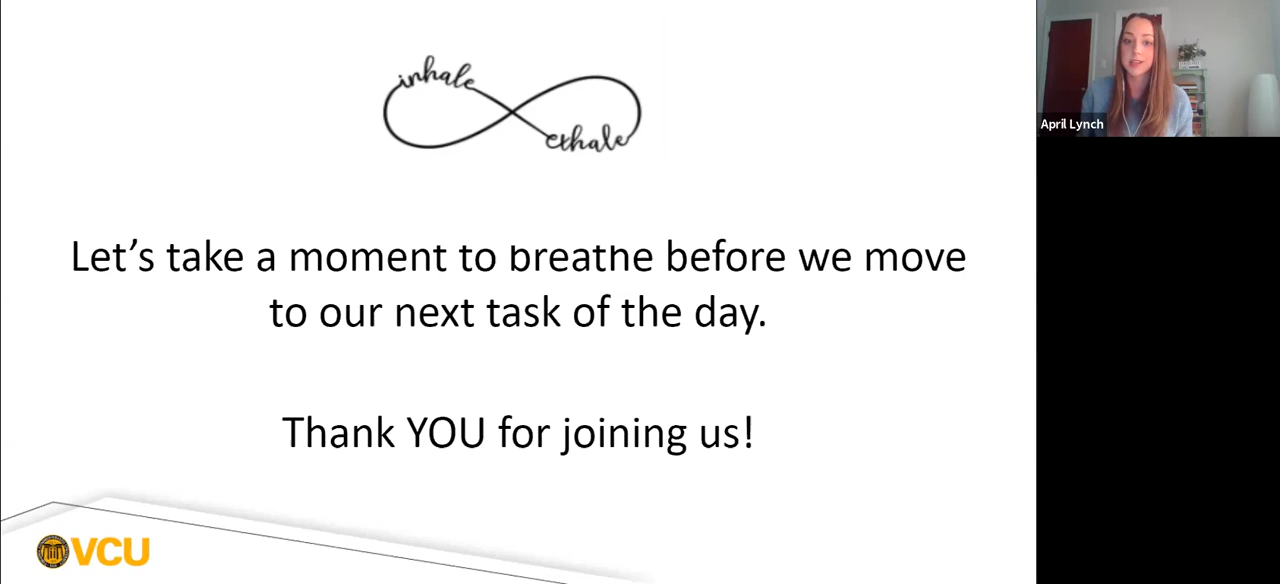 inhale
exhale
April Lynch
Let's take a moment to breathe before we move
to our next task of the day.
Thank YOU for joining us!
VCU